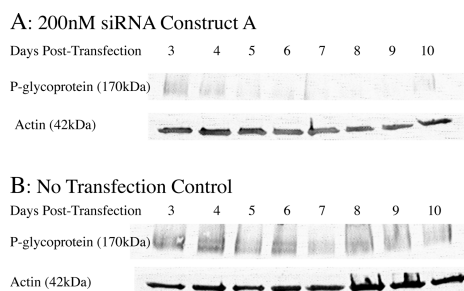 A: 200nM siRNA Construct A
Days Post-Transfection 3 4 5 6 7 8 9 10
P-glycoprotein (170kDa)
Actin (42kDa)
B: No Transfection Control
Days Post-Transfection 3 4 5 6 7 8 9 10
P-glycoprotein (170kDa)
Actin (42kDa)